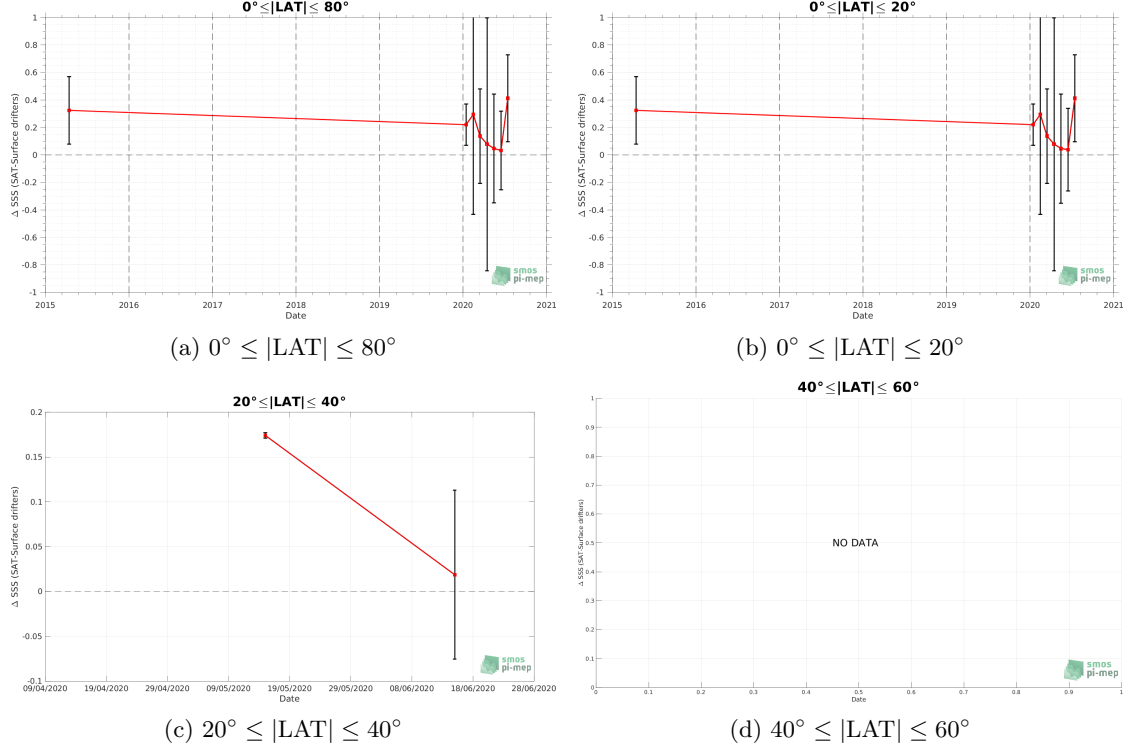 0°≤|LAT|≤ 80°
1
0.8
0.6
0.4
0.2
0
-0.2
-0.4
-0.6
-0.8
-1
Δ SSS (SAT-Surface drifters)
2015 2016 2017 2018 2019 2020 2021
Date
smos
pi-mep
(a) 0° ≤ |LAT| ≤ 80°
0°≤|LAT|≤ 20°
1
0.8
0.6
0.4
0.2
0
-0.2
-0.4
-0.6
-0.8
-1
Δ SSS (SAT-Surface drifters)
2015 2016 2017 2018 2019 2020 2021
Date
smos
pi-mep
(b) 0° ≤ |LAT| ≤ 20°
20°≤|LAT|≤ 40°
0.2
0.15
0.1
0.05
0
-0.05
-0.1
Δ SSS (SAT-Surface drifters)
09/04/2020 19/04/2020 29/04/2020 09/05/2020 19/05/2020 29/05/2020 08/06/2020 18/06/2020 28/06/2020
Date
smos
pi-mep
(c) 20° ≤ |LAT| ≤ 40°
40°≤|LAT|≤ 60°
1
0.9
0.8
0.7
0.6
0.5
0.4
0.3
0.2
0.1
0
Δ SSS (SAT-Surface drifters)
NO DATA
0 0.1 0.2 0.3 0.4 0.5 0.6 0.7 0.8 0.9 1
Date
smos
pi-mep
(d) 40° ≤ |LAT| ≤ 60°